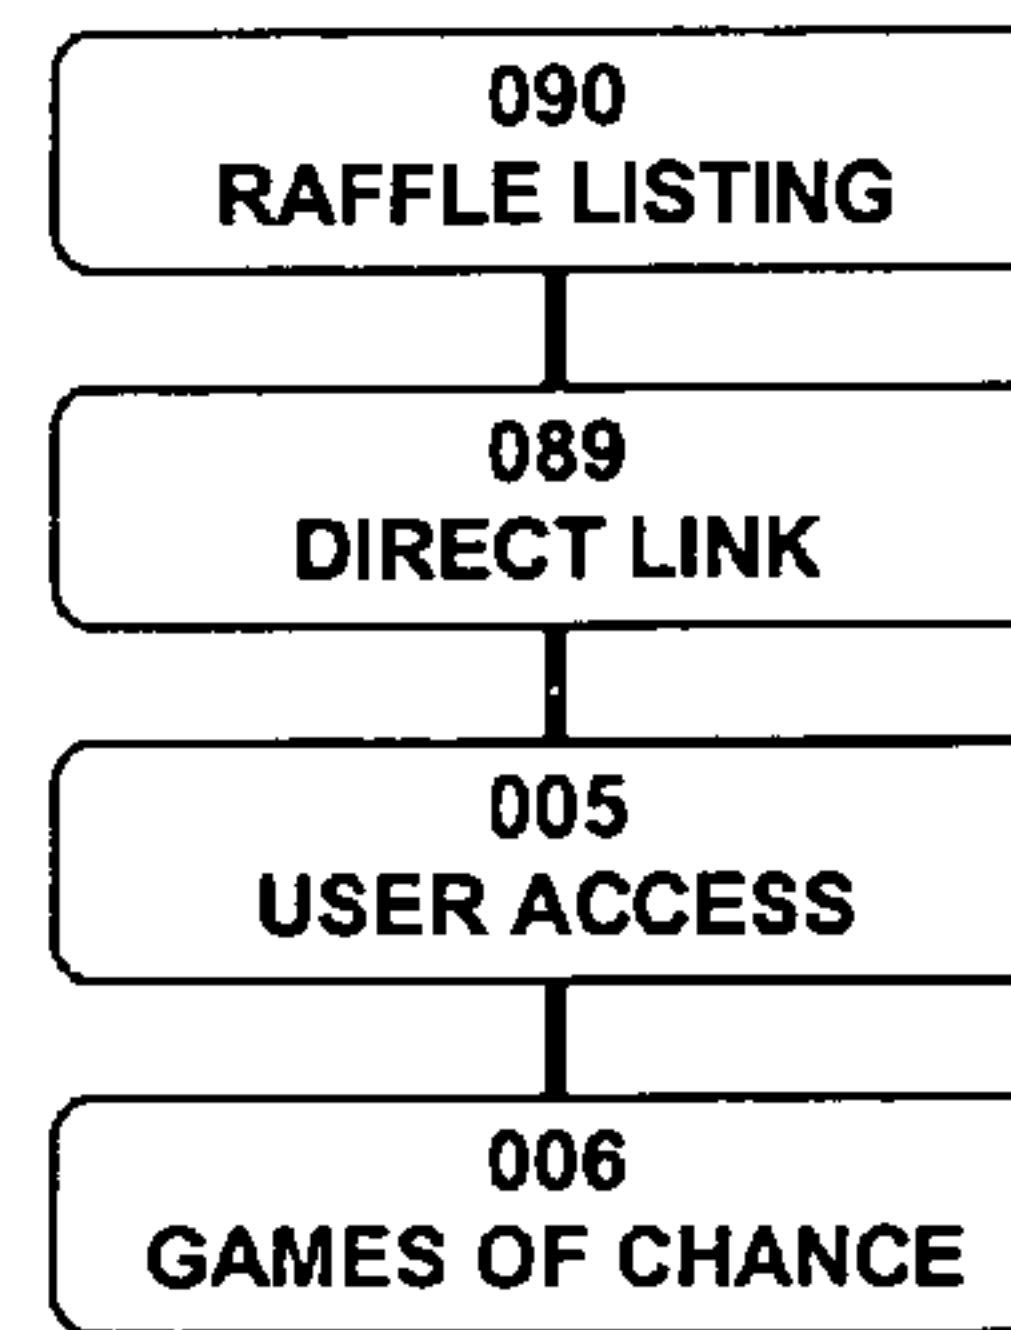 090
RAFFLE LISTING
089
DIRECT LINK
005
USER ACCESS
006
GAMES OF CHANCE